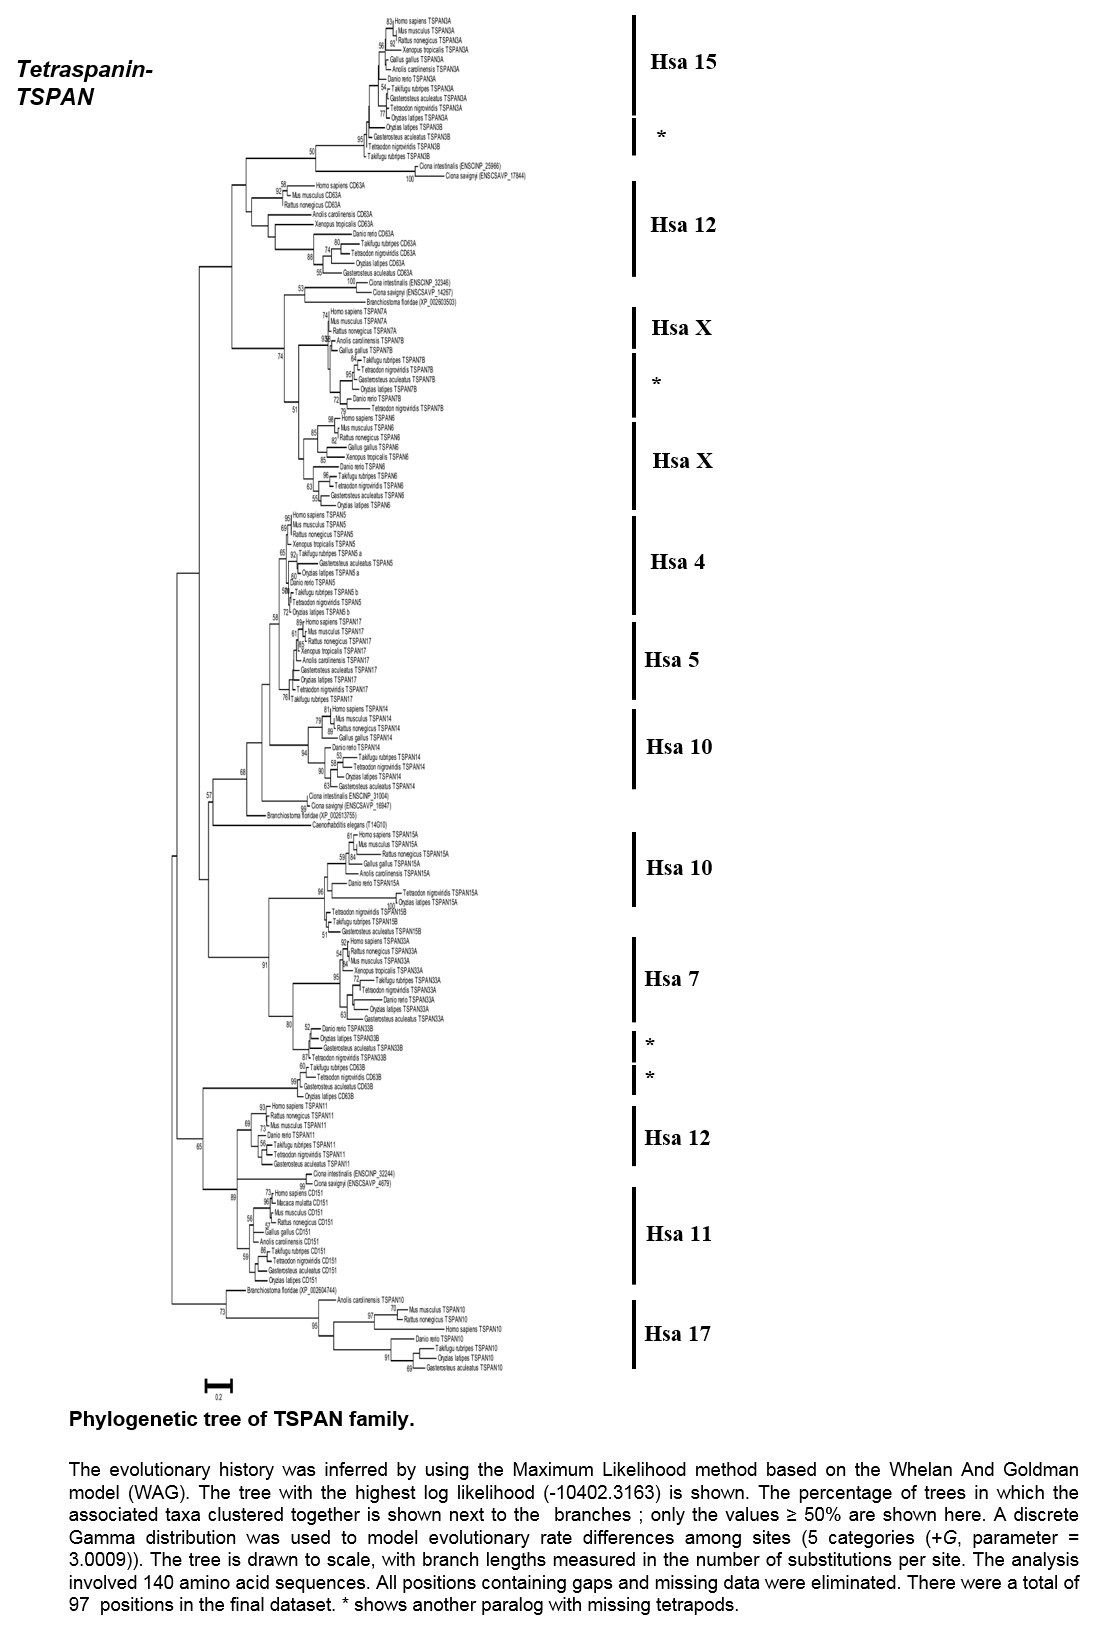 Tetraspanin-
TSPAN
83 Homo sapiens TSPAN3A
Mus musculus TSPAN3A
Rattus norvegicus TSPAN3A
Xenopus tropicalis TSPAN3A
Gallus gallus TSPAN3A
Anolis carolinensis TSPAN3A
Danio rerio TSPAN3A
Takifugu rubripes TSPAN3A
Gasterosteus aculeatus TSPAN3A
Tetraodon nigroviridis TSPAN3A
Oryzias latipes TSPAN3A
Hsa 15
Oryzias latipes TSPAN3B
Gasterosteus aculeatus TSPAN3B
Tetraodon nigroviridis TSPAN3B
Takifugu rubripes TSPAN3B
*
Ciona intestinalis (ENSCINP_25966)
Ciona savignyi (ENSCSAVP_17844)
Homo sapiens CD63A
Mus musculus CD63A
Rattus norvegicus CD63A
Anolis carolinensis CD63A
Xenopus tropicalis CD63A
Danio rerio CD63A
Takifugu rubripes CD63A
Tetraodon nigroviridis CD63A
Oryzias latipes CD63A
Gasterosteus aculeatus CD63A
Hsa 12
Ciona intestinalis (ENSCINP_32346)
Ciona savignyi (ENSCSAVP_14267)
Branchiostoma floridae (XP_002603503)
Homo sapiens TSPAN7A
Mus musculus TSPAN7A
Rattus norvegicus TSPAN7A
Anolis carolinensis TSPAN7B
Gallus gallus TSPAN7B
Hsa X
Takifugu rubripes TSPAN7B
Tetraodon nigroviridis TSPAN7B
Gasterosteus aculeatus TSPAN7B
Oryzias latipes TSPAN7B
Danio rerio TSPAN7B
Tetraodon nigroviridis TSPAN7B
*
Homo sapiens TSPAN6
Mus musculus TSPAN6
Rattus norvegicus TSPAN6
Gallus gallus TSPAN6
Xenopus tropicalis TSPAN6
Danio rerio TSPAN6
Takifugu rubripes TSPAN6
Tetraodon nigroviridis TSPAN6
Gasterosteus aculeatus TSPAN6
Oryzias latipes TSPAN6
Hsa X
Homo sapiens TSPAN5
Mus musculus TSPAN5
Rattus norvegicus TSPAN5
Xenopus tropicalis TSPAN5
Takifugu rubripes TSPAN5 a
Gasterosteus aculeatus TSPAN5
Oryzias latipes TSPAN5 a
Danio rerio TSPAN5
Takifugu rubripes TSPAN5 b
Tetraodon nigroviridis TSPAN5
Oryzias latipes TSPAN5 b
Hsa 4
Homo sapiens TSPAN17
Mus musculus TSPAN17
Rattus norvegicus TSPAN17
Xenopus tropicalis TSPAN17
Anolis carolinensis TSPAN17
Gasterosteus aculeatus TSPAN17
Oryzias latipes TSPAN17
Tetraodon nigroviridis TSPAN17
Takifugu rubripes TSPAN17
Hsa 5
Homo sapiens TSPAN14
Mus musculus TSPAN14
Rattus norvegicus TSPAN14
Gallus gallus TSPAN14
Danio rerio TSPAN14
Takifugu rubripes TSPAN14
Tetraodon nigroviridis TSPAN14
Oryzias latipes TSPAN14
Gasterosteus aculeatus TSPAN14
Hsa 10
Ciona intestinalis ENSCINP_31004)
Ciona savignyi (ENSCSAVP_16947)
Branchiostoma floridae (XP_002613755)
Caenorhabditis elegans (T14G10)
Homo sapiens TSPAN15A
Mus musculus TSPAN15A
Rattus norvegicus TSPAN15A
Gallus gallus TSPAN15A
Anolis carolinensis TSPAN15A
Danio rerio TSPAN15A
Tetraodon nigroviridis TSPAN15A
Oryzias latipes TSPAN15A
Hsa 10
Tetraodon nigroviridis TSPAN15B
Takifugu rubripes TSPAN15B
Gasterosteus aculeatus TSPAN15B
Homo sapiens TSPAN33A
Rattus norvegicus TSPAN33A
Mus musculus TSPAN33A
Xenopus tropicalis TSPAN33A
Takifugu rubripes TSPAN33A
Tetraodon nigroviridis TSPAN33A
Danio rerio TSPAN33A
Oryzias latipes TSPAN33A
Gasterosteus aculeatus TSPAN33A
Hsa 7
Danio rerio TSPAN33B
Oryzias latipes TSPAN33B
Gasterosteus aculeatus TSPAN33B
Tetraodon nigroviridis TSPAN33B
*
Takifugu rubripes CD63B
Tetraodon nigroviridis CD63B
Gasterosteus aculeatus CD63B
Oryzias latipes CD63B
*
Homo sapiens TSPAN11
Rattus norvegicus TSPAN11
Mus musculus TSPAN11
Danio rerio TSPAN11
Takifugu rubripes TSPAN11
Tetraodon nigroviridis TSPAN11
Gasterosteus aculeatus TSPAN11
Hsa 12
Ciona intestinalis (ENSCINP_32244)
Ciona savignyi (ENSCSAVP_4679)
Homo sapiens CD151
Macaca mulatta CD151
Mus musculus CD151
Rattus norvegicus CD151
Gallus gallus CD151
Anolis carolinensis CD151
Takifugu rubripes CD151
Tetraodon nigroviridis CD151
Gasterosteus aculeatus CD151
Oryzias latipes CD151
Hsa 11
Branchiostoma floridae (XP_002604744)
Anolis carolinensis TSPAN10
Mus musculus TSPAN10
Rattus norvegicus TSPAN10
Homo sapiens TSPAN10
Danio rerio TSPAN10
Takifugu rubripes TSPAN10
Oryzias latipes TSPAN10
Gasterosteus aculeatus TSPAN10
Hsa 17
0.2
Phylogenetic tree of TSPAN family.
The evolutionary history was inferred by using the Maximum Likelihood method based on the Whelan And Goldman
model (WAG). The tree with the highest log likelihood (-10402.3163) is shown. The percentage of trees in which the
associated taxa clustered together is shown next to the branches ; only the values ≥ 50% are shown here. A discrete
Gamma distribution was used to model evolutionary rate differences among sites (5 categories (+G, parameter =
3.0009)). The tree is drawn to scale, with branch lengths measured in the number of substitutions per site. The analysis
involved 140 amino acid sequences. All positions containing gaps and missing data were eliminated. There were a total of
97 positions in the final dataset. * shows another paralog with missing tetrapods.